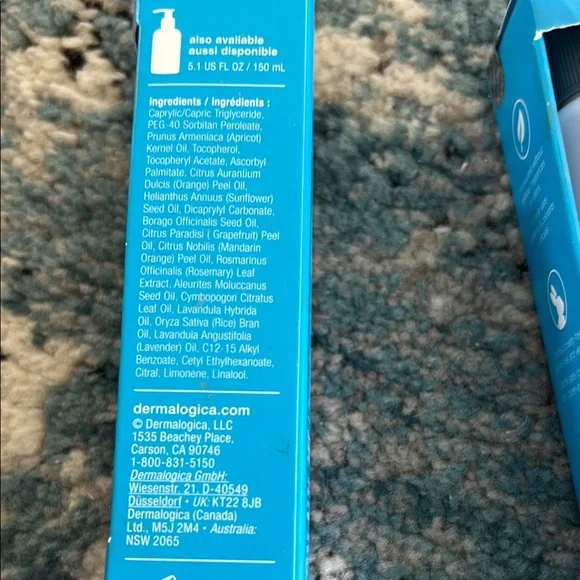 also available
aussi disponible
5.1 US FL OZ / 150 mL
Ingredients / ingrédients :
Caprylic/Capric Triglyceride,
PEG-40 Sorbitan Peroleate,
Prunus Armeniaca (Apricot)
Kernel Oil, Tocopherol,
Tocopheryl Acetate, Ascorbyl
Palmitate, Citrus Aurantium
Dulcis (Orange) Peel Oil,
Helianthus Annuus (Sunflower)
Seed Oil, Dicaprylyl Carbonate,
Borago Officinalis Seed Oil,
Citrus Paradisi ( Grapefruit) Peel
Oil, Citrus Nobilis (Mandarin
Orange) Peel Oil, Rosmarinus
Officinalis (Rosemary) Leaf
Extract, Aleurites Moluccanus
Seed Oil, Cymbopogon Citratus
Leaf Oil, Lavandula Hybrida
Oil, Oryza Sativa (Rice) Bran
Oil, Lavandula Angustifolia
(Lavender) Oil, C12-15 Alkyl
Benzoate, Cetyl Ethylhexanoate,
Citral, Limonene, Linalool.
dermalogica.com
© Dermalogica, LLC
1535 Beachey Place,
Carson, CA 90746
1-800-831-5150
Dermalogica GmbH:
Wiesenstr. 21, D-40549
Düsseldorf • UK: KT22 8JB
Dermalogica (Canada)
Ltd., M5J 2M4 • Australia:
NSW 2065